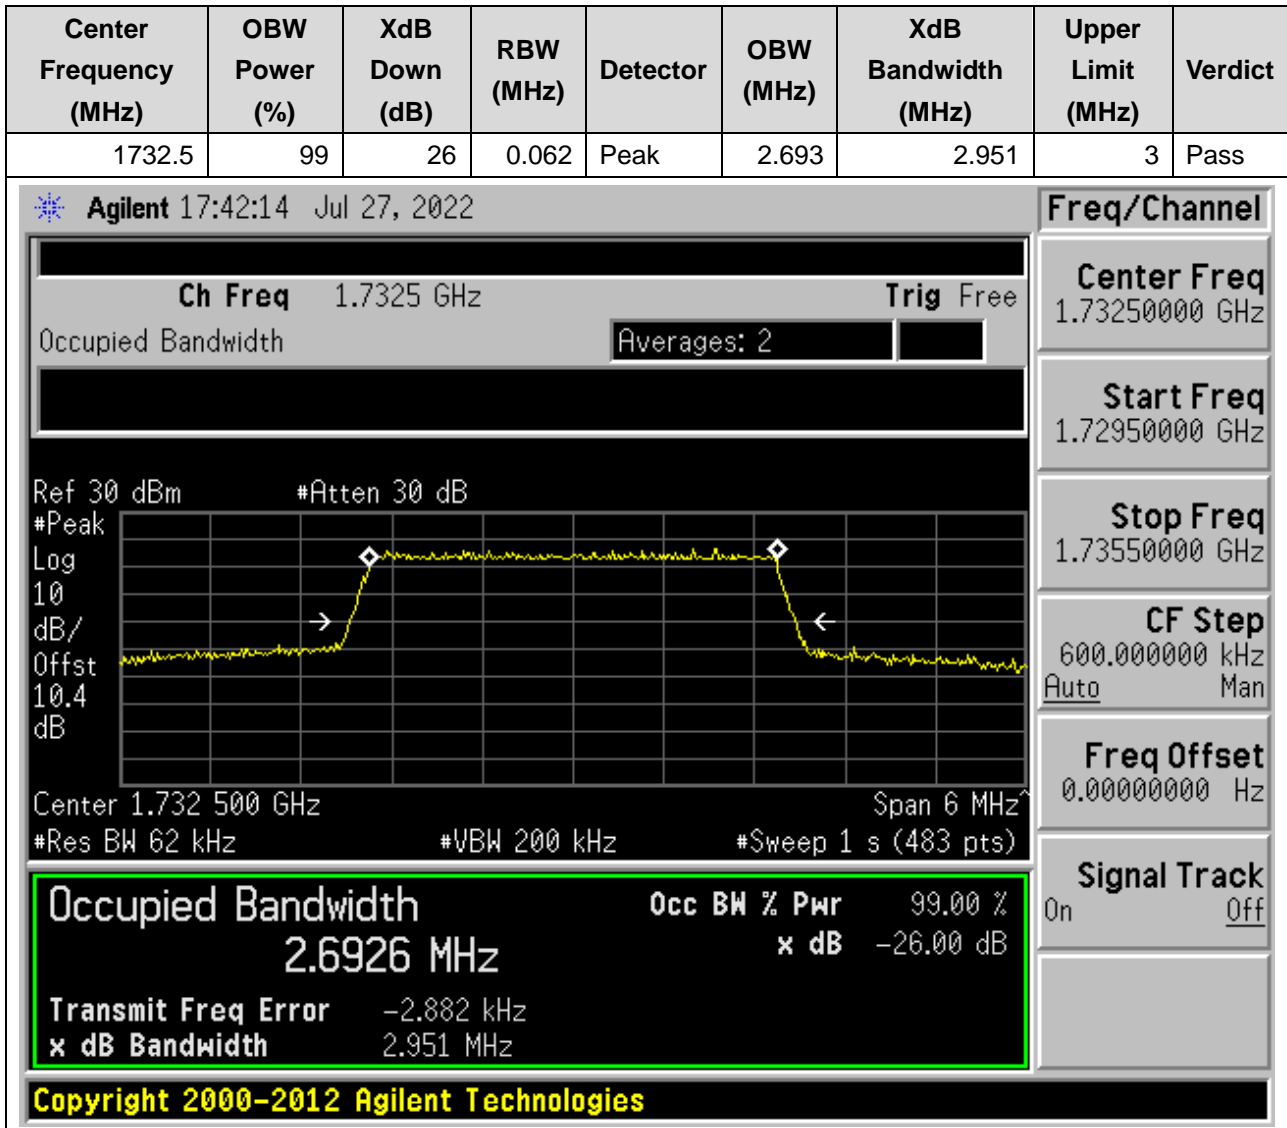 Center Frequency (MHz) OBW Power (%) XdB Down (dB) RBW (MHz) Detector OBW (MHz) XdB Bandwidth (MHz) Upper Limit (MHz) Verdict
1732.5 99 26 0.062 Peak 2.693 2.951 3 Pass
Agilent 17:42:14 Jul 27, 2022
Freq/Channel
Ch Freq 1.7325 GHz Trig Free
Occupied Bandwidth Averages: 2
Center Freq
1.73250000 GHz
Start Freq
1.72950000 GHz
Stop Freq
1.73550000 GHz
CF Step
600.000000 kHz
Auto Man
Freq Offset
0.00000000 Hz
Signal Track
On Off
Ref 30 dBm #Atten 30 dB
#Peak
Log
10
dB/
Offst
10.4
dB
Center 1.732 500 GHz Span 6 MHz^
#Res BW 62 kHz #VBW 200 kHz #Sweep 1 s (483 pts)
Occupied Bandwidth
2.6926 MHz
Occ BW % Pwr 99.00 %
x dB -26.00 dB
Transmit Freq Error -2.882 kHz
x dB Bandwidth 2.951 MHz
Copyright 2000-2012 Agilent Technologies